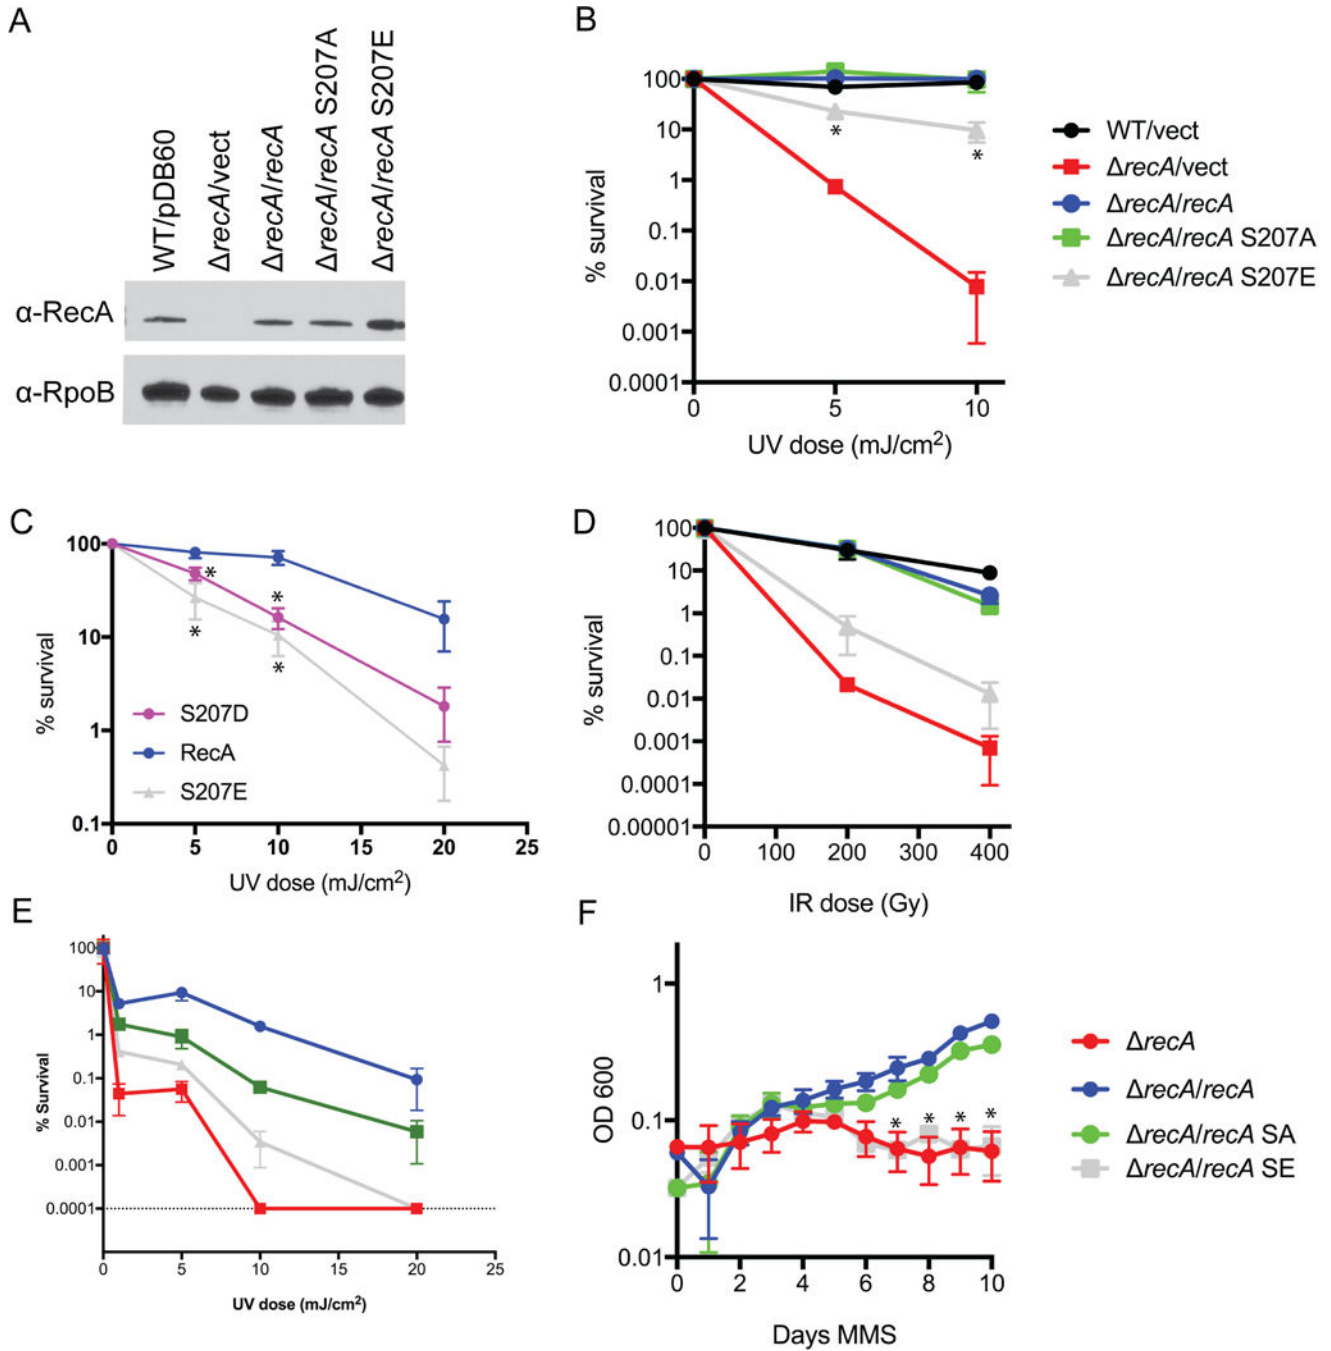 A
WT/pDB60
ΔrecA/vect
ΔrecA/recA
ΔrecA/recA S207A
ΔrecA/recA S207E
α-RecA
α-RpoB
B
100
10
1
0.1
0.01
0.001
0.0001
% survival
*
*
0
5
10
UV dose (mJ/cm²)
WT/vect
ΔrecA/vect
ΔrecA/recA
ΔrecA/recA S207A
ΔrecA/recA S207E
C
100
10
1
0.1
% survival
*
*
*
*
S207D
RecA
S207E
0
5
10
15
20
25
UV dose (mJ/cm²)
D
100
10
1
0.1
0.01
0.001
0.0001
0.00001
% survival
0
100
200
300
400
IR dose (Gy)
E
100
10
1
0.1
0.01
0.001
0.0001
% Survival
0
5
10
15
20
25
UV dose (mJ/cm²)
F
1
0.1
0.01
OD 600
* * * *
0
2
4
6
8
10
Days MMS
ΔrecA
ΔrecA/recA
ΔrecA/recA SA
ΔrecA/recA SE